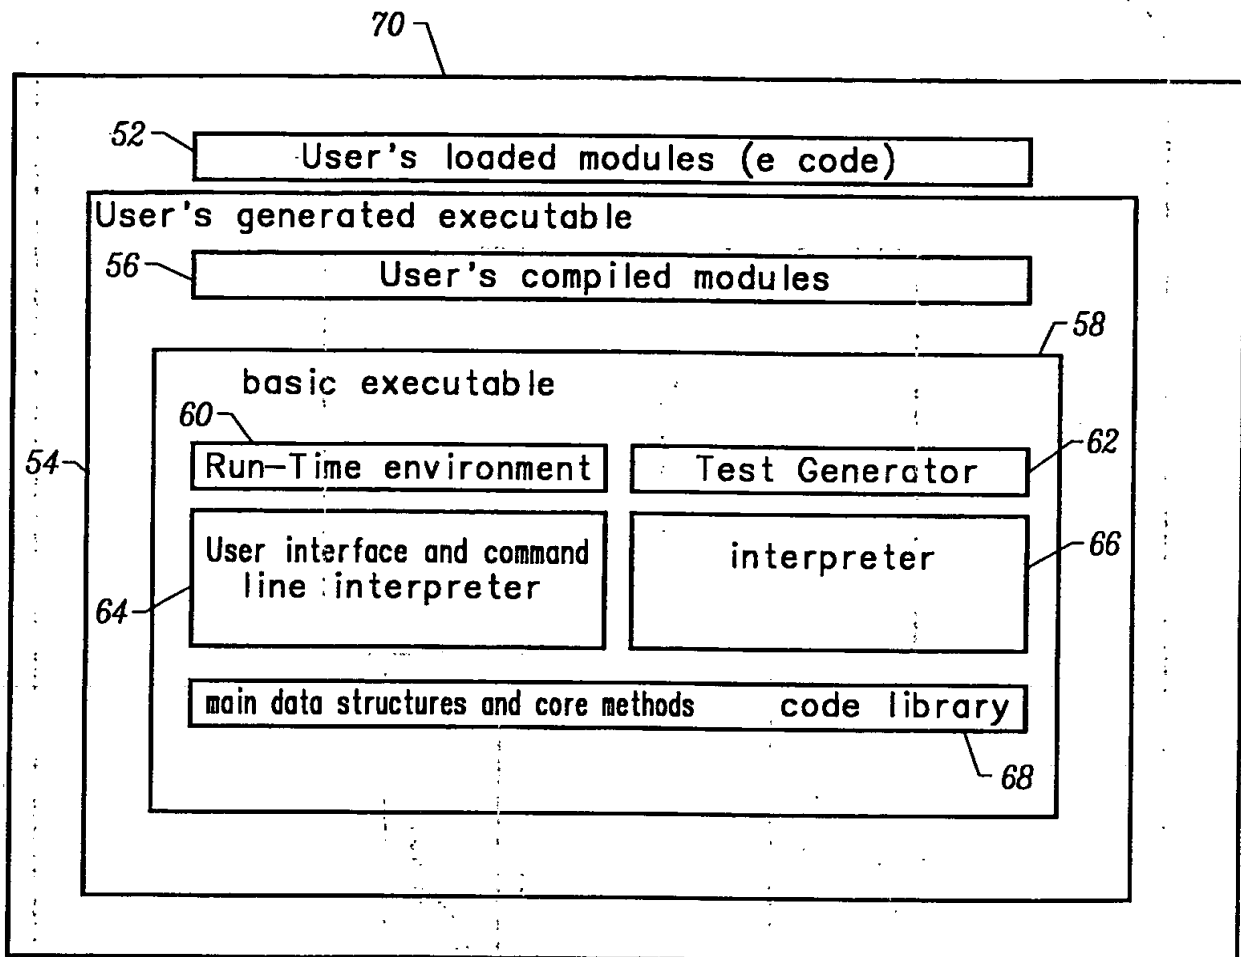 70
52
User's loaded modules (e code)
User's generated executable
56
User's compiled modules
58
basic executable
60
54
Run-Time environment
Test Generator
62
User interface and command
line interpreter
interpreter
66
64
main data structures and core methods code library
68